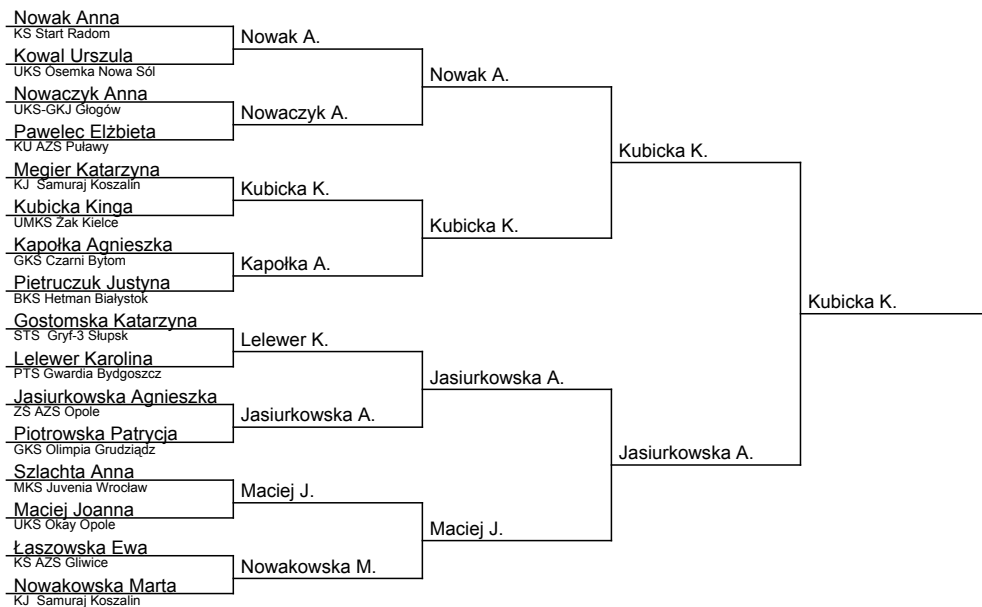 Nowak Anna
KS Start Radom
Kowal Urszula
UKS Ósemka Nowa Sól
Nowaczyk Anna
UKS-GKJ Głogów
Pawelec Elżbieta
KU AZS Puławy
Megier Katarzyna
KJ Samuraj Koszalin
Kubicka Kinga
UMKS Żak Kielce
Kapołka Agnieszka
GKS Czarni Bytom
Pietruczuk Justyna
BKS Hetman Białystok
Gostomska Katarzyna
STS Gryf-3 Słupsk
Lelewer Karolina
PTS Gwardia Bydgoszcz
Jasiurkowska Agnieszka
ZŚ AZS Opole
Piotrowska Patrycja
GKS Olimpia Grudziądz
Szlachta Anna
MKS Juvenia Wrocław
Maciej Joanna
UKS Okay Opole
Łaszowska Ewa
KŚ AZS Gliwice
Nowakowska Marta
KJ Samuraj Koszalin
Nowak A.
Nowaczyk A.
Kubicka K.
Kapołka A.
Lelewer K.
Jasiurkowska A.
Maciej J.
Nowakowska M.
Nowak A.
Kubicka K.
Jasiurkowska A.
Maciej J.
Kubicka K.
Jasiurkowska A.
Kubicka K.